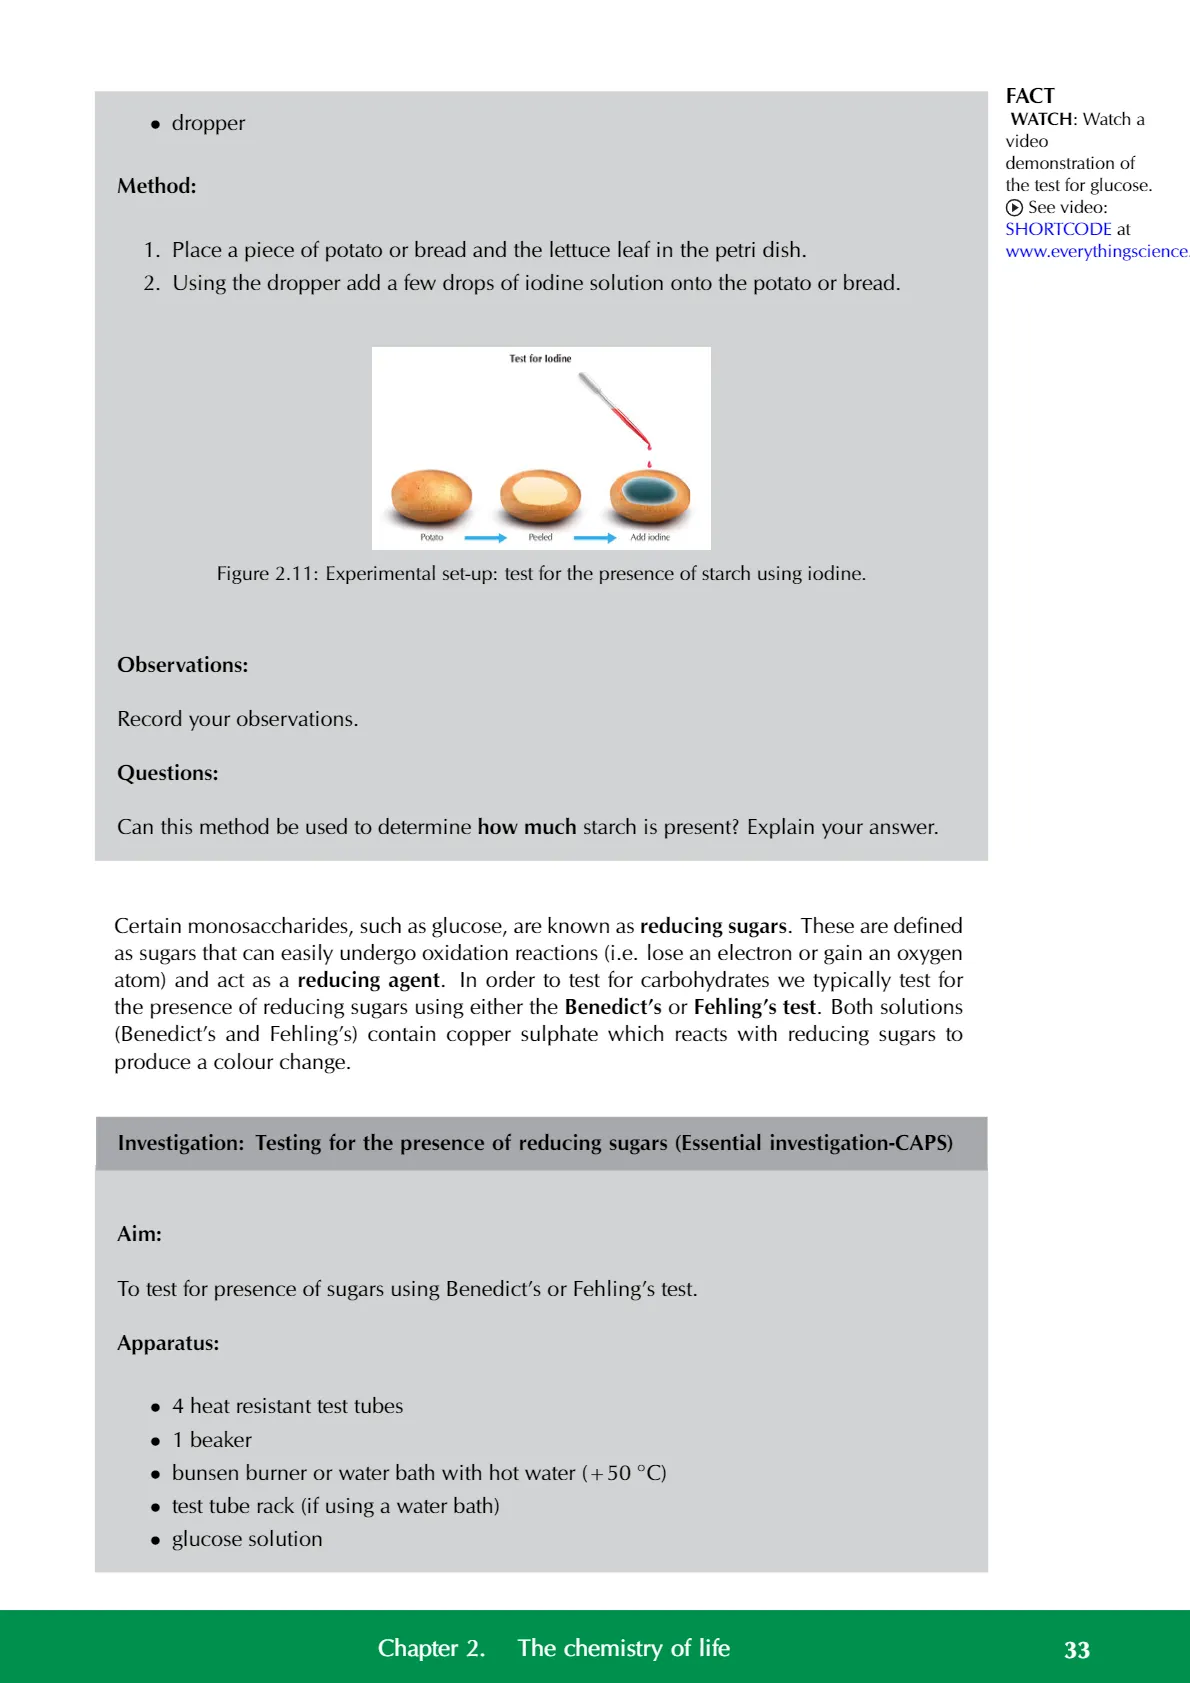 • dropper
Method:
1. Place a piece of potato or bread and the lettuce leaf in the petri dish.
2. Using the dropper add a few drops of iodine solution onto the potato or bread.
Test for Iodine
Potato
Peeled
Add iodine
Figure 2.11: Experimental set-up: test for the presence of starch using iodine.
Observations:
Record your observations.
Questions:
Can this method be used to determine how much starch is present? Explain your answer.
FACT
WATCH: Watch a
video
demonstration of
the test for glucose.
See video:
SHORTCODE at
www.everythingscience.
Certain monosaccharides, such as glucose, are known as reducing sugars. These are defined
as sugars that can easily undergo oxidation reactions (i.e. lose an electron or gain an oxygen
atom) and act as a reducing agent. In order to test for carbohydrates we typically test for
the presence of reducing sugars using either the Benedict's or Fehling's test. Both solutions
(Benedict's and Fehling's) contain copper sulphate which reacts with reducing sugars to
produce a colour change.
Investigation: Testing for the presence of reducing sugars (Essential investigation-CAPS)
Aim:
To test for presence of sugars using Benedict's or Fehling's test.
Apparatus:
• 4 heat resistant test tubes
• 1 beaker
• bunsen burner or water bath with hot water (+50 °C)
• test tube rack (if using a water bath)
• glucose solution
Chapter 2. The chemistry of life
33